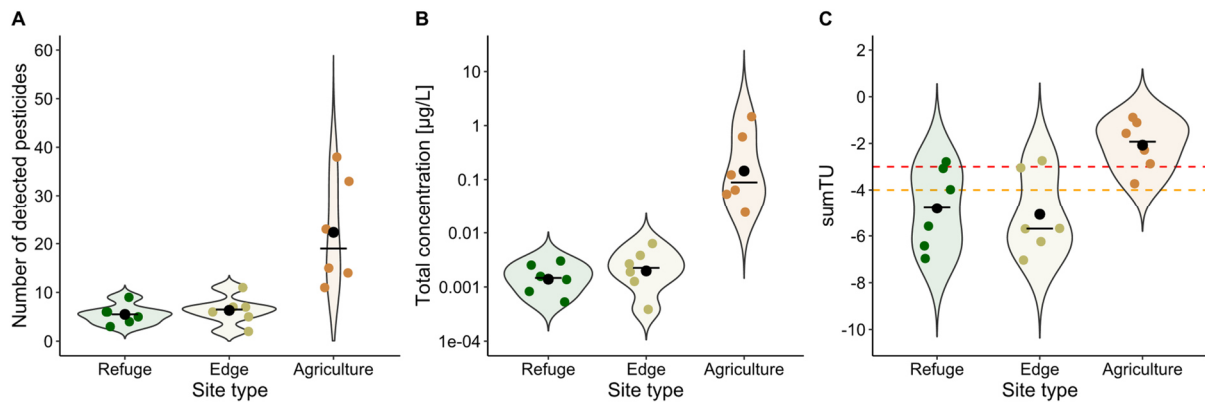 A
Number of detected pesticides
60
50
40
30
20
10
0
Refuge
Edge
Agriculture
Site type
B
Total concentration [µg/L]
10
1
0.1
0.01
0.001
1e-04
Refuge
Edge
Agriculture
Site type
C
sumTU
2
0
-2
-4
-6
-8
-10
Refuge
Edge
Agriculture
Site type